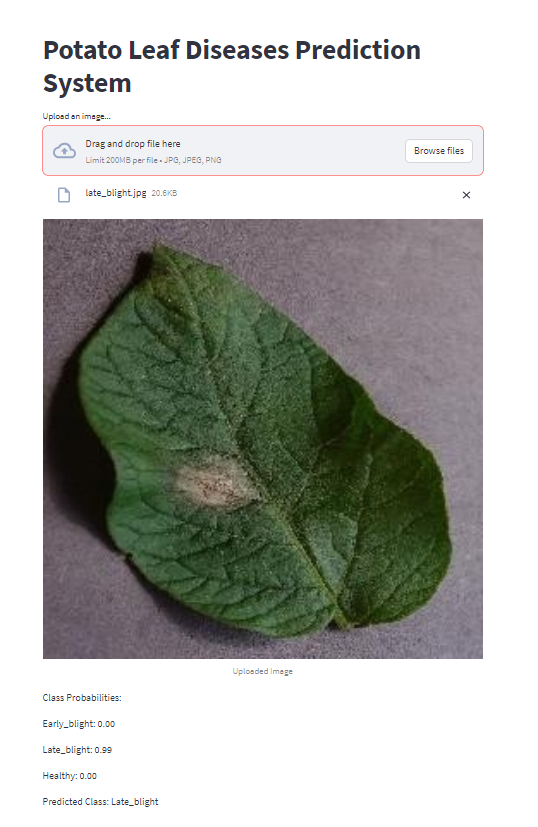 Potato Leaf Diseases Prediction
System
Upload an image...
Drag and drop file here
Limit 200MB per file • JPG, JPEG, PNG
Browse files
late_blight.jpg 20.6KB
Uploaded Image
Class Probabilities:
Early_blight: 0.00
Late_blight: 0.99
Healthy: 0.00
Predicted Class: Late_blight